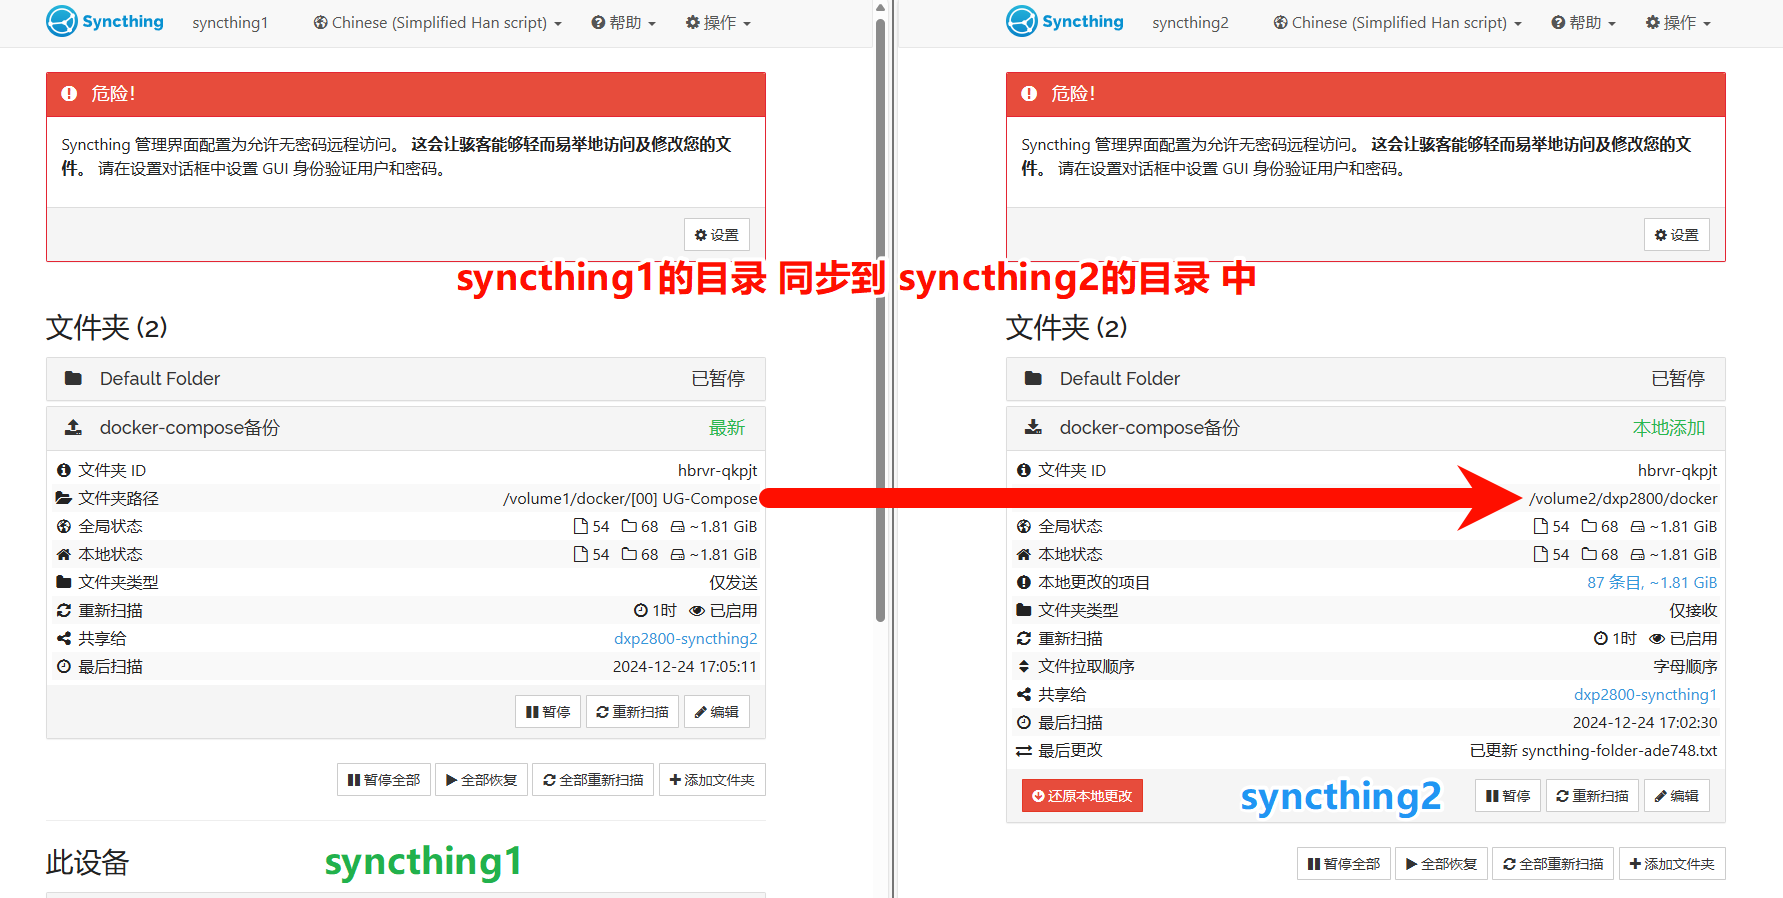 Syncthing syncthing1 Chinese (Simplified Han script) 帮助 操作
危险！
Syncthing 管理界面配置为允许无密码远程访问。 这会让骇客能够轻而易举地访问及修改您的文
件。 请在设置对话框中设置 GUI 身份验证用户和密码。
设置
文件夹 (2)
Default Folder 已暂停
docker-compose备份 最新
文件夹 ID hbrvr-qkpjt
文件夹路径 /volume1/docker/[00] UG-Compose
全局状态 54 68 ~1.81 GiB
本地状态 54 68 ~1.81 GiB
文件夹类型 仅发送
重新扫描 1时 已启用
共享给 dxp2800-syncthing2
最后扫描 2024-12-24 17:05:11
暂停 重新扫描 编辑
暂停全部 全部恢复 全部重新扫描 添加文件夹
此设备
syncthing1
syncthing1的目录 同步到 syncthing2的目录 中
Syncthing syncthing2 Chinese (Simplified Han script) 帮助 操作
危险！
Syncthing 管理界面配置为允许无密码远程访问。 这会让骇客能够轻而易举地访问及修改您的文
件。 请在设置对话框中设置 GUI 身份验证用户和密码。
设置
文件夹 (2)
Default Folder 已暂停
docker-compose备份 本地添加
文件夹 ID hbrvr-qkpjt
/volume2/dxp2800/docker
全局状态 54 68 ~1.81 GiB
本地状态 54 68 ~1.81 GiB
本地更改的项目 87 条目, ~1.81 GiB
文件夹类型 仅接收
重新扫描 1时 已启用
文件拉取顺序 字母顺序
共享给 dxp2800-syncthing1
最后扫描 2024-12-24 17:02:30
最后更改 已更新 syncthing-folder-ade748.txt
还原本地更改 syncthing2 暂停 重新扫描 编辑
暂停全部 全部恢复 全部重新扫描 添加文件夹